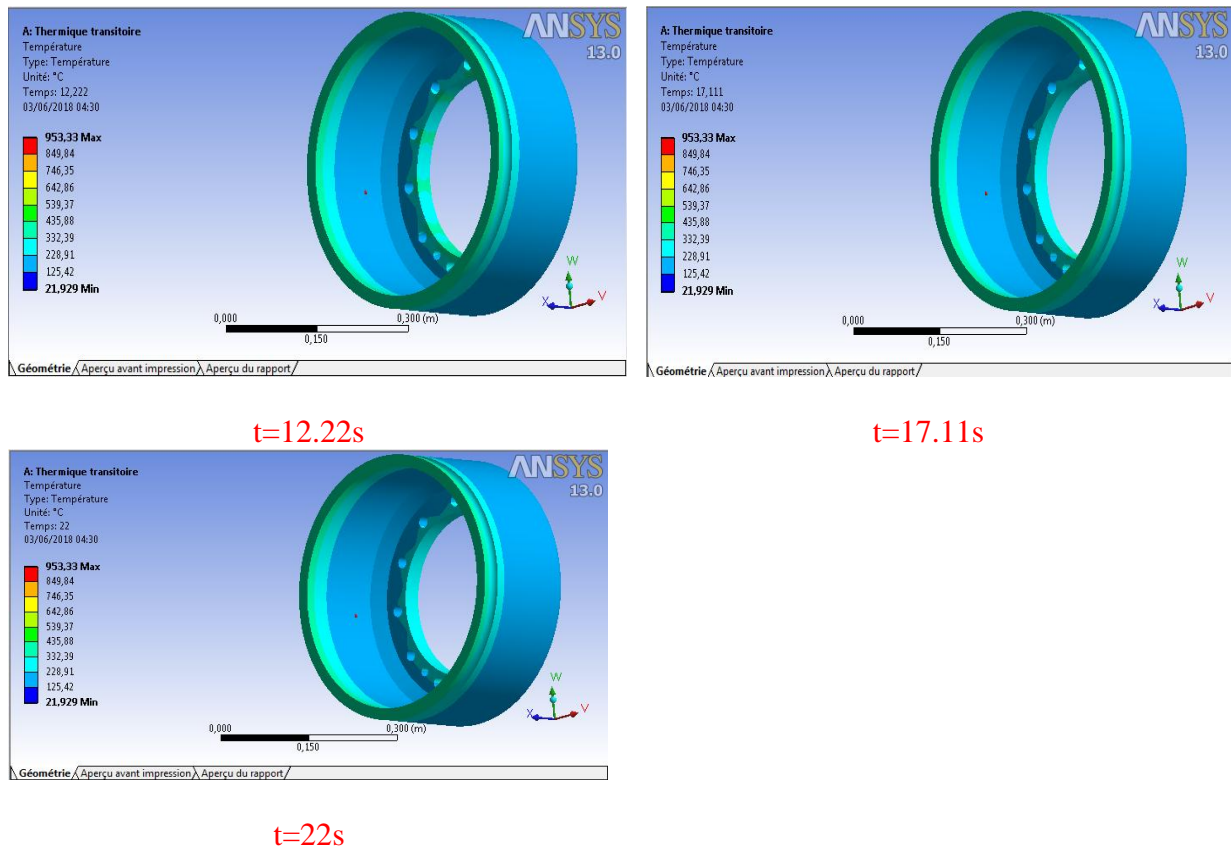 A: Thermique transitoire
Température
Type: Température
Unité: °C
Temps: 12,222
03/06/2018 04:30
953,33 Max
849,84
746,35
642,86
539,37
435,88
332,39
228,91
125,42
21,929 Min
ANSYS
13.0
W
X
V
0,000
0,300 (m)
0,150
Géométrie Aperçu avant impression Aperçu du rapport
t=12.22s
A: Thermique transitoire
Température
Type: Température
Unité: °C
Temps: 17,111
03/06/2018 04:30
953,33 Max
849,84
746,35
642,86
539,37
435,88
332,39
228,91
125,42
21,929 Min
ANSYS
13.0
W
X
V
0,000
0,300 (m)
0,150
Géométrie Aperçu avant impression Aperçu du rapport
t=17.11s
A: Thermique transitoire
Température
Type: Température
Unité: °C
Temps: 22
03/06/2018 04:30
953,33 Max
849,84
746,35
642,86
539,37
435,88
332,39
228,91
125,42
21,929 Min
ANSYS
13.0
W
X
V
0,000
0,300 (m)
0,150
Géométrie Aperçu avant impression Aperçu du rapport
t=22s